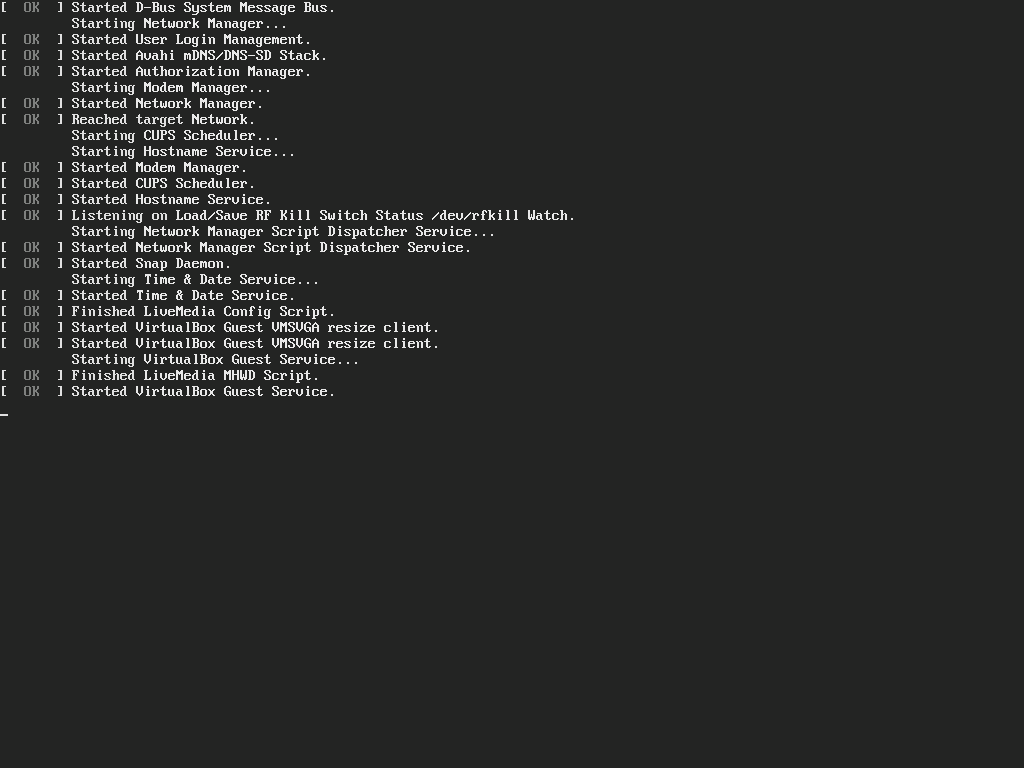 [  OK  ] Started D-Bus System Message Bus.
         Starting Network Manager...
[  OK  ] Started User Login Management.
[  OK  ] Started Avahi mDNS/DNS-SD Stack.
[  OK  ] Started Authorization Manager.
         Starting Modem Manager...
[  OK  ] Started Network Manager.
[  OK  ] Reached target Network.
         Starting CUPS Scheduler...
         Starting Hostname Service...
[  OK  ] Started Modem Manager.
[  OK  ] Started CUPS Scheduler.
[  OK  ] Started Hostname Service.
[  OK  ] Listening on Load/Save RF Kill Switch Status /dev/rfkill Watch.
         Starting Network Manager Script Dispatcher Service...
[  OK  ] Started Network Manager Script Dispatcher Service.
[  OK  ] Started Snap Daemon.
         Starting Time & Date Service...
[  OK  ] Started Time & Date Service.
[  OK  ] Finished LiveMedia Config Script.
[  OK  ] Started VirtualBox Guest VMSVGA resize client.
[  OK  ] Started VirtualBox Guest VMSVGA resize client.
         Starting VirtualBox Guest Service...
[  OK  ] Finished LiveMedia MHWD Script.
[  OK  ] Started VirtualBox Guest Service.